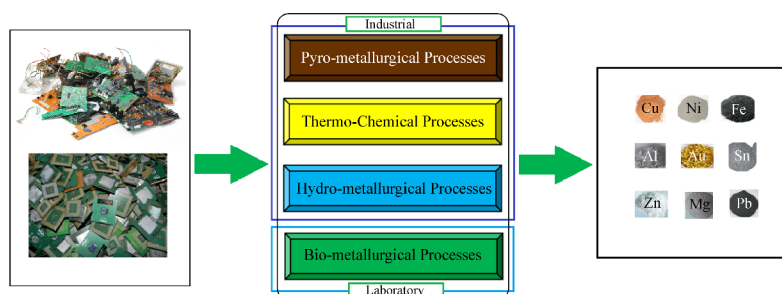 Industrial
Pyro-metallurgical Processes
Thermo-Chemical Processes
Hydro-metallurgical Processes
Bio-metallurgical Processes
Laboratory
Cu Ni Fe
Al Au Sn
Zn Mg Pb